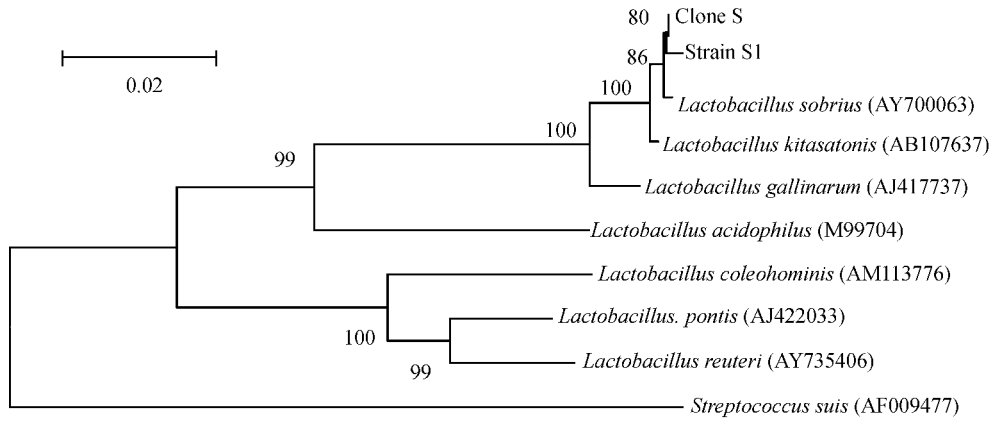 80
Clone S
86
Strain S1
0.02
100
Lactobacillus sobrius (AY700063)
100
Lactobacillus kitasatonis (AB107637)
99
Lactobacillus gallinarum (AJ417737)
Lactobacillus acidophilus (M99704)
Lactobacillus coleohominis (AM113776)
Lactobacillus. pontis (AJ422033)
100
Lactobacillus reuteri (AY735406)
99
Streptococcus suis (AF009477)